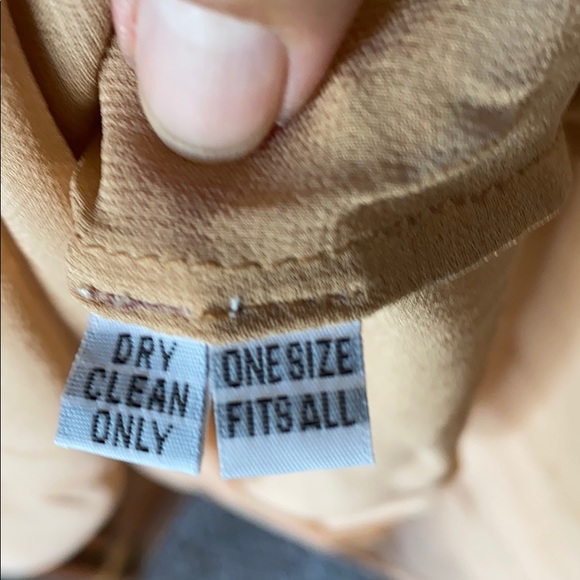 DRY
CLEAN
ONLY
ONE SIZE
FITS ALL